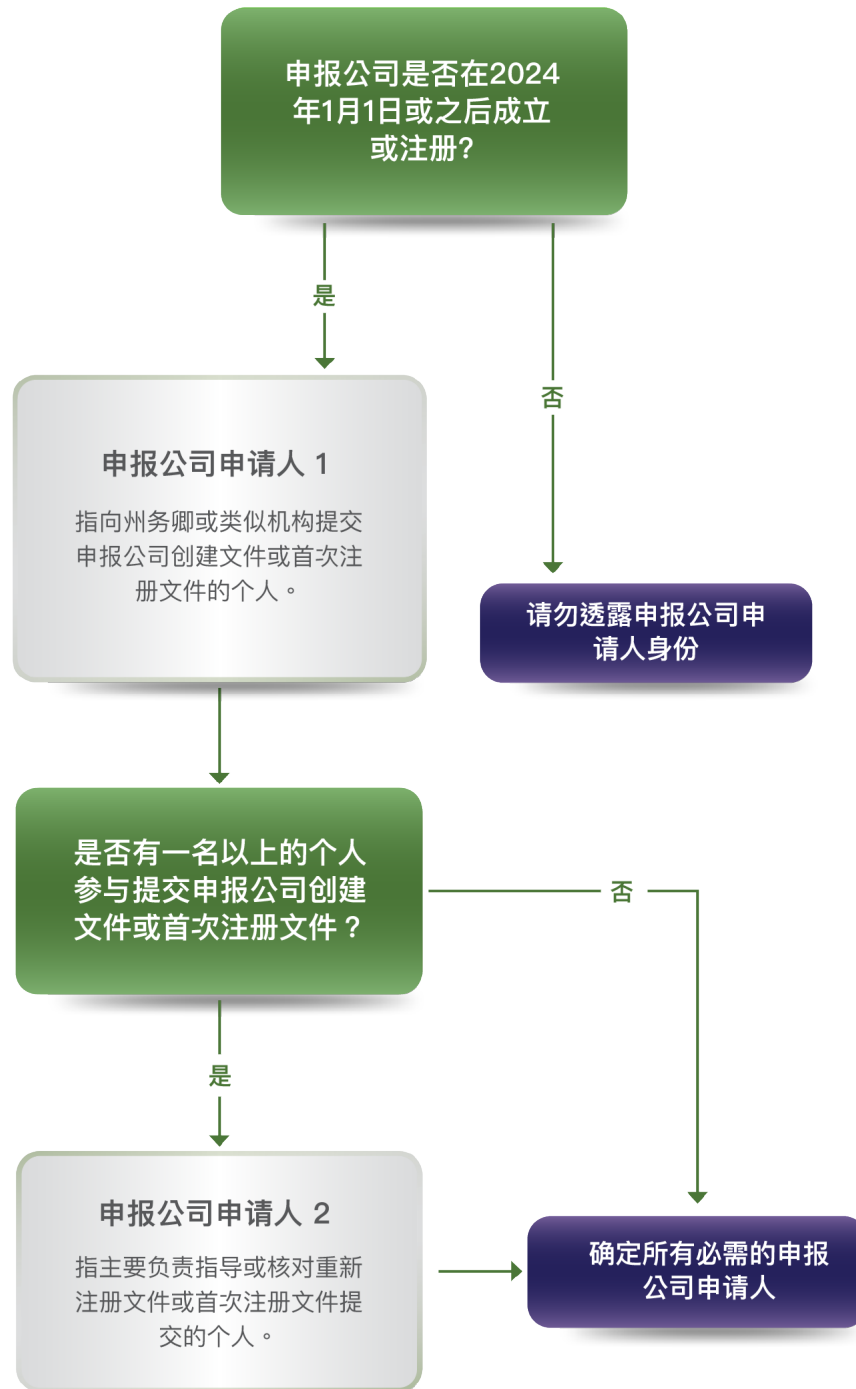 申报公司是否在2024
年1月1日或之后成立
或注册?
是
否
申报公司申请人 1
指向州务卿或类似机构提交
申报公司创建文件或首次注
册文件的个人。
请勿透露申报公司申
请人身份
是否有一名以上的个人
参与提交申报公司创建
文件或首次注册文件？
否
是
申报公司申请人 2
指主要负责指导或核对重新
注册文件或首次注册文件提
交的个人。
确定所有必需的申报
公司申请人